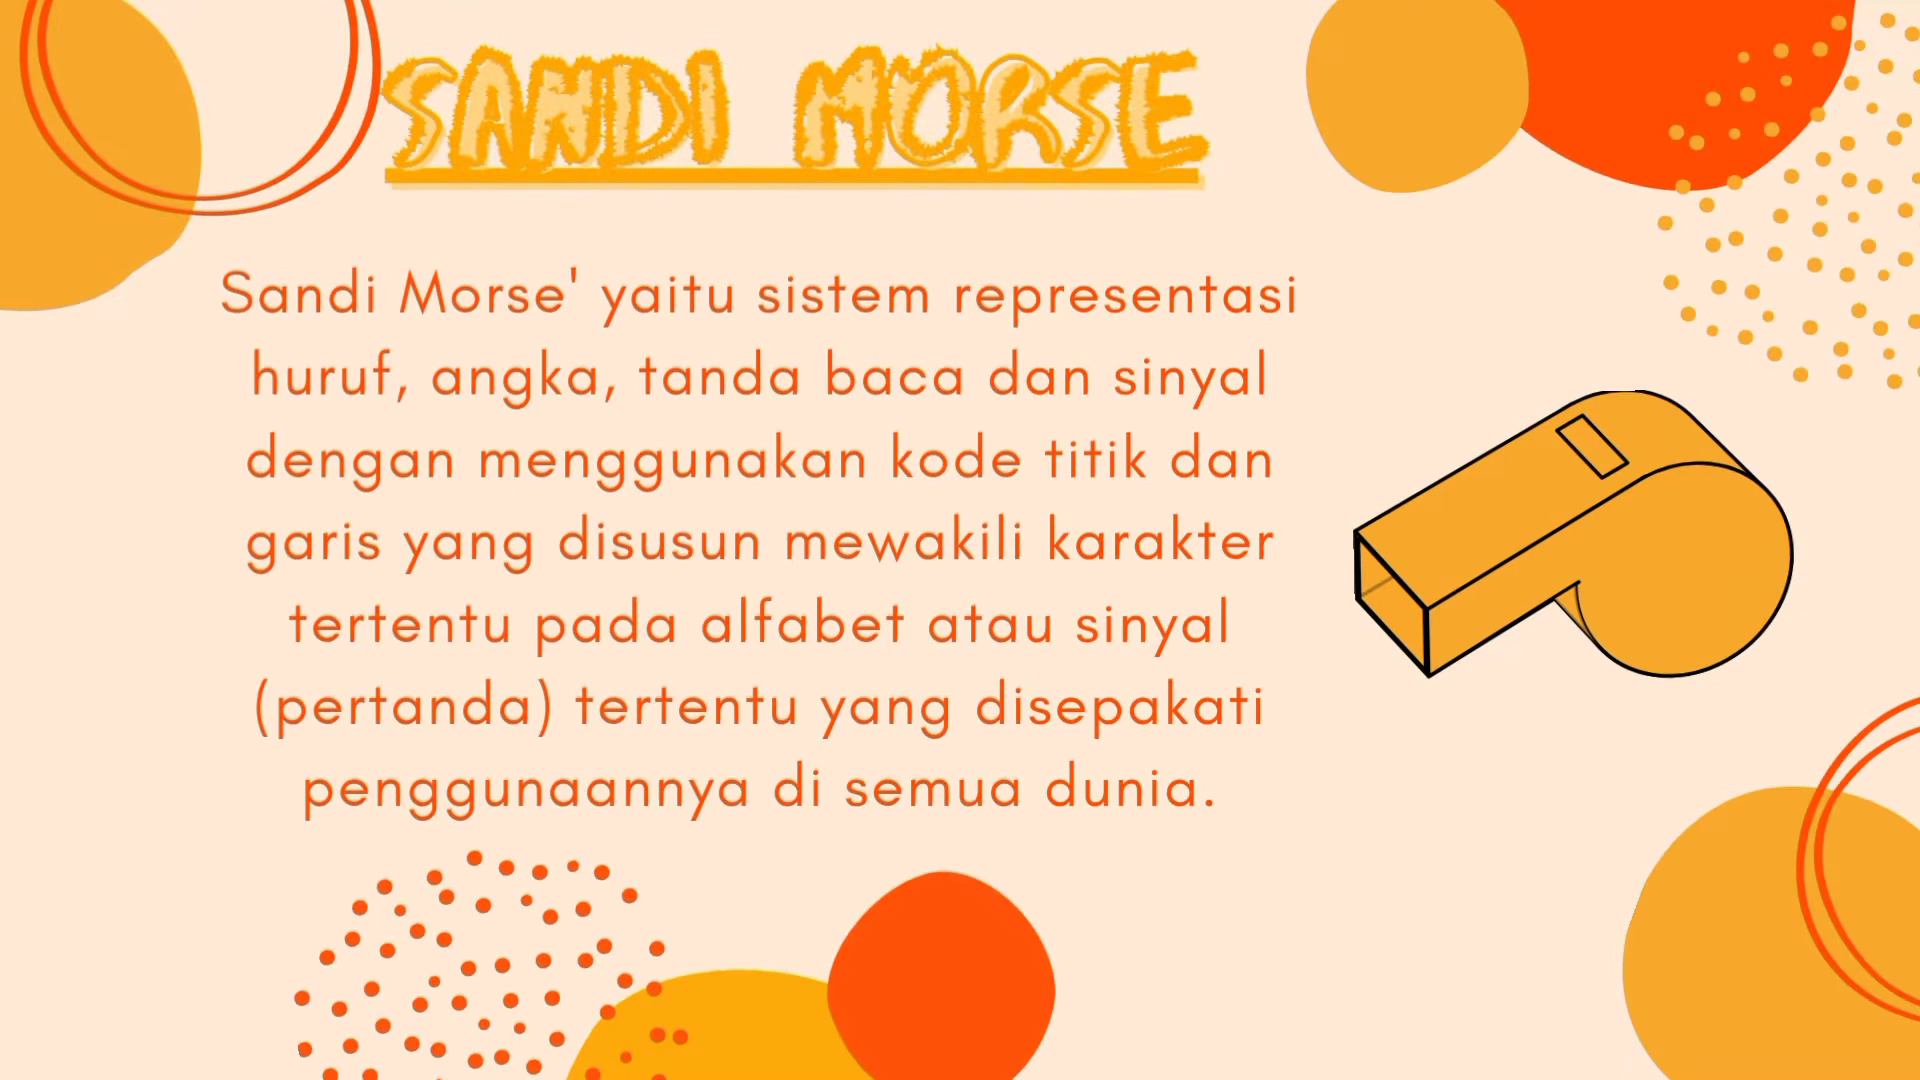 SANDI MORSE
Sandi Morse' yaitu sistem representasi
huruf, angka, tanda baca dan sinyal
dengan menggunakan kode titik dan
garis yang disusun mewakili karakter
tertentu pada alfabet atau sinyal
(pertanda) tertentu yang disepakati
penggunaannya di semua dunia.